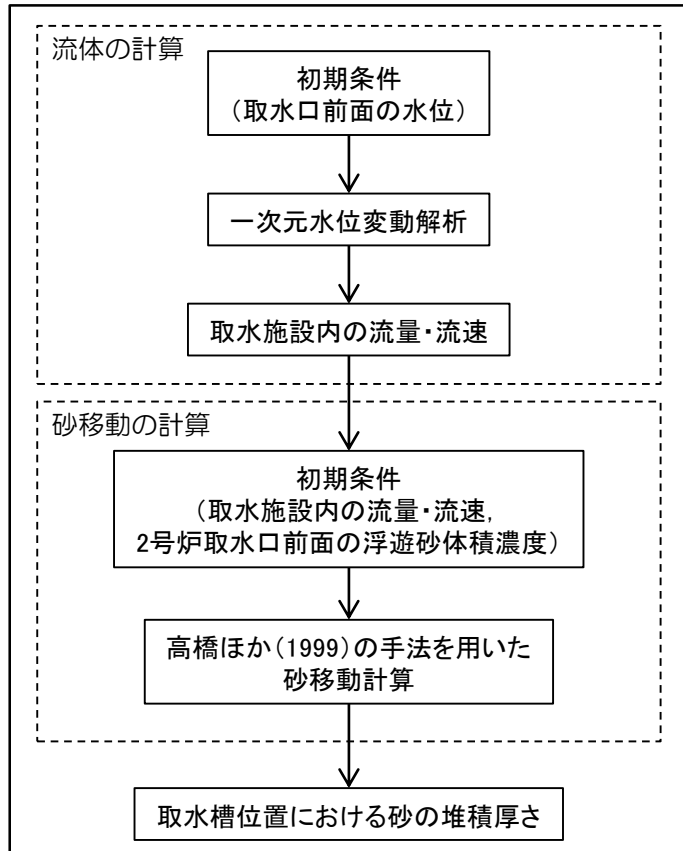 流体の計算
初期条件
(取水口前面の水位)
一次元水位変動解析
取水施設内の流量・流速
砂移動の計算
初期条件
(取水施設内の流量・流速,
2号炉取水口前面の浮遊砂体積濃度)
高橋ほか(1999)の手法を用いた
砂移動計算
取水槽位置における砂の堆積厚さ